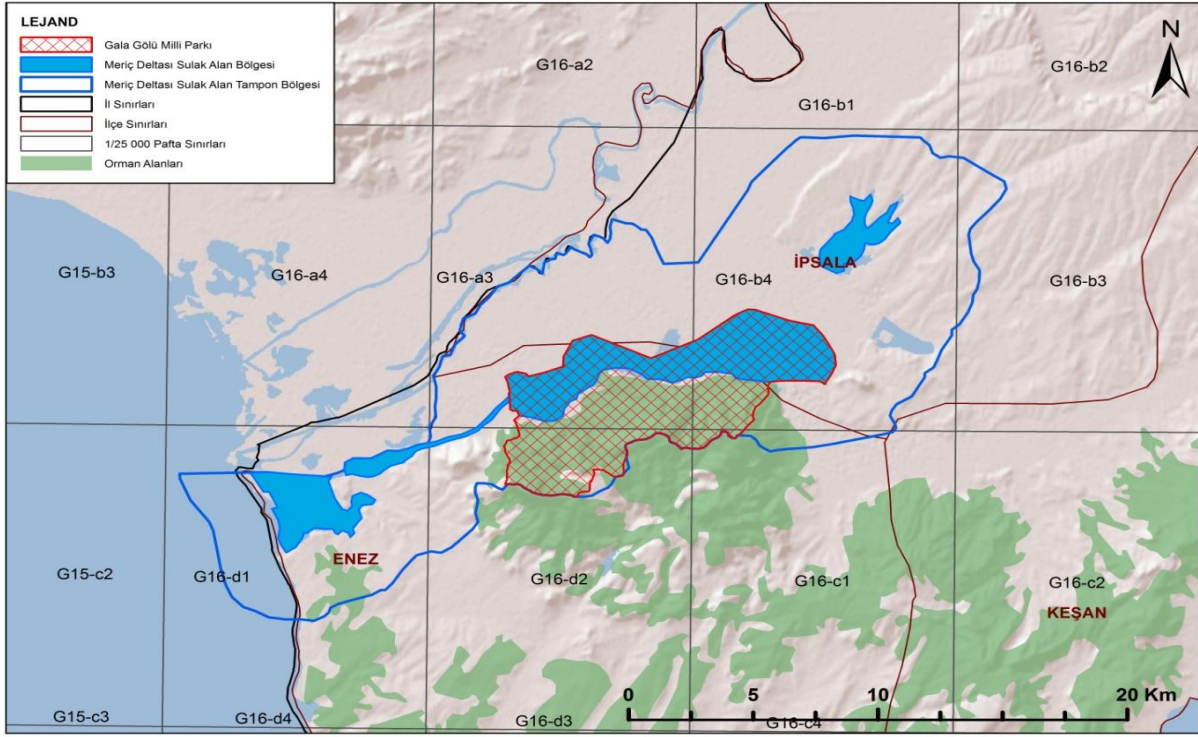 LEJAND
Gala Gölü Milli Parkı
Meriç Deltası Sulak Alan Bölgesi
Meriç Deltası Sulak Alan Tampon Bölgesi
İl Sınırları
İlçe Sınırları
1/25 000 Pafta Sınırları
Orman Alanları
N
G16-a2
G16-b2
G16-b1
G15-b3
G16-a4
G16-a3
İPSALA
G16-b4
G16-b3
ENEZ
G15-c2
G16-d1
G16-d2
G16-c1
G16-c2
KEŞAN
0 5 10 20 Km
G15-c3
G16-d4
G16-d3
G16-c4